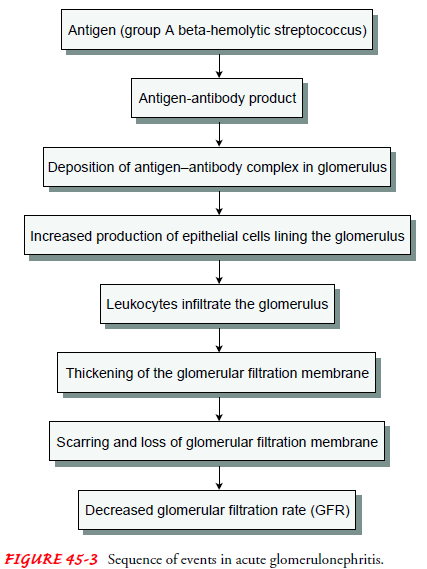 Antigen (group A beta-hemolytic streptococcus)
Antigen-antibody product
Deposition of antigen–antibody complex in glomerulus
Increased production of epithelial cells lining the glomerulus
Leukocytes infiltrate the glomerulus
Thickening of the glomerular filtration membrane
Scarring and loss of glomerular filtration membrane
Decreased glomerular filtration rate (GFR)
FIGURE 45-3 Sequence of events in acute glomerulonephritis.